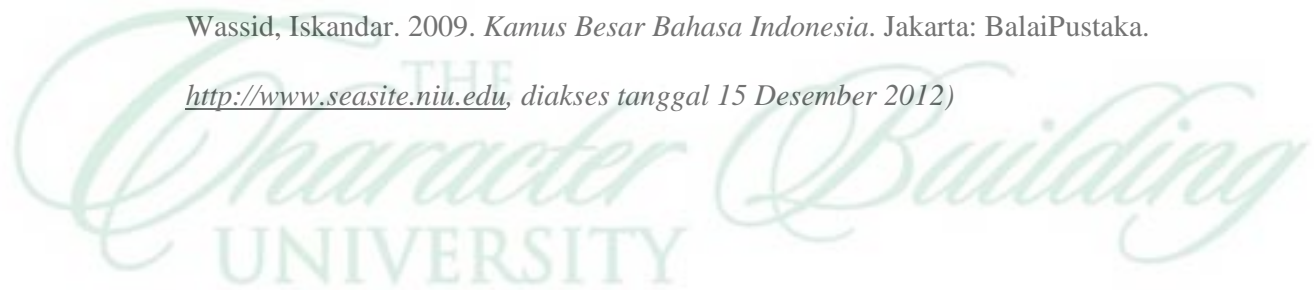 Wassid, Iskandar. 2009. Kamus Besar Bahasa Indonesia. Jakarta: BalaiPustaka.
http://www.seasite.niu.edu, diakses tanggal 15 Desember 2012)
THE
Character Building
UNIVERSITY